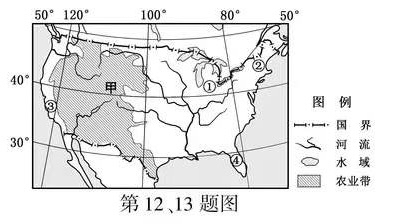 50° 120° 100° 80° 60° 50°
甲
①
②
③
④
40°
30°
图 例
国 界
河 流
水 域
农业带
第12、13题图